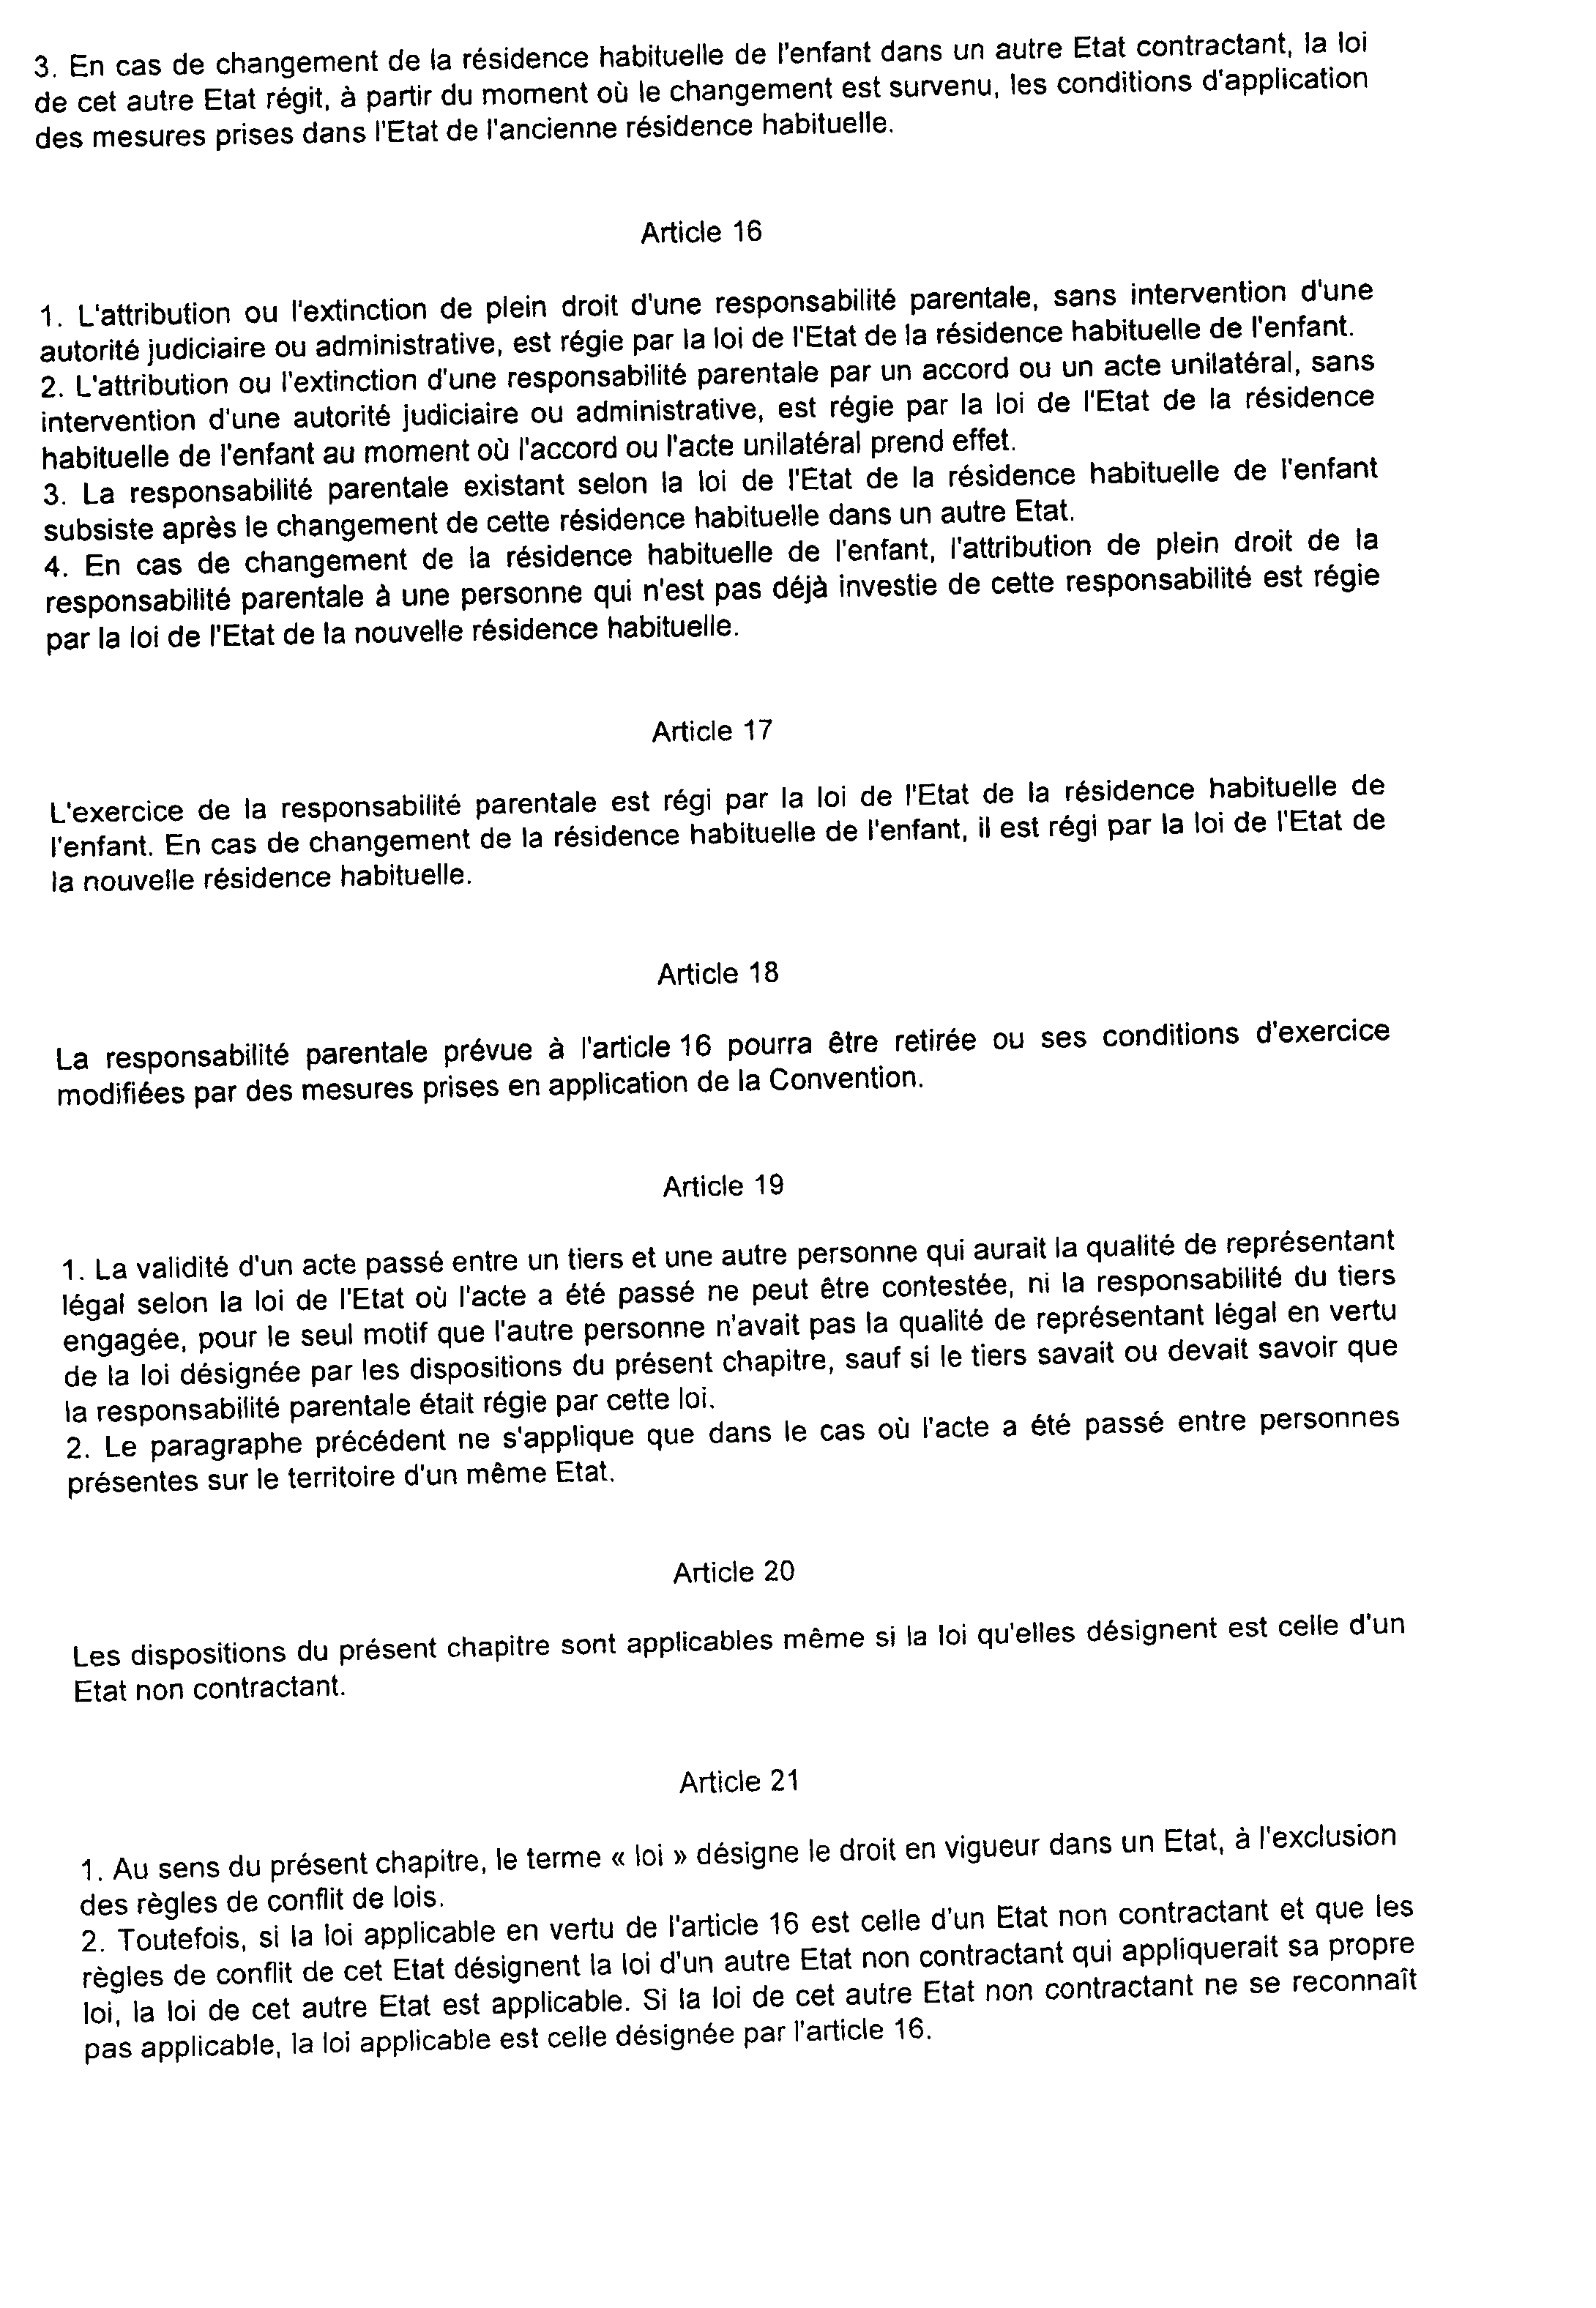 3. En cas de changement de la résidence habituelle de l'enfant dans un autre Etat contractant, la loi
de cet autre Etat régit, à partir du moment où le changement est survenu, les conditions d'application
des mesures prises dans l'Etat de l'ancienne résidence habituelle.
Article 16
1. L'attribution ou l'extinction de plein droit d'une responsabilité parentale, sans intervention d'une
autorité judiciaire ou administrative, est régie par la loi de l'Etat de la résidence habituelle de l'enfant.
2. L'attribution ou l'extinction d'une responsabilité parentale par un accord ou un acte unilatéral, sans
intervention d'une autorité judiciaire ou administrative, est régie par la loi de l'Etat de la résidence
habituelle de l'enfant au moment où l'accord ou l'acte unilatéral prend effet.
3. La responsabilité parentale existant selon la loi de l'Etat de la résidence habituelle de l'enfant
subsiste après le changement de cette résidence habituelle dans un autre Etat.
4. En cas de changement de la résidence habituelle de l'enfant, l'attribution de plein droit de la
responsabilité parentale à une personne qui n'est pas déjà investie de cette responsabilité est régie
par la loi de l'Etat de la nouvelle résidence habituelle.
Article 17
L'exercice de la responsabilité parentale est régi par la loi de l'Etat de la résidence habituelle de
l'enfant. En cas de changement de la résidence habituelle de l'enfant, il est régi par la loi de l'Etat de
la nouvelle résidence habituelle.
Article 18
La responsabilité parentale prévue à l'article 16 pourra être retirée ou ses conditions d'exercice
modifiées par des mesures prises en application de la Convention.
Article 19
1. La validité d'un acte passé entre un tiers et une autre personne qui aurait la qualité de représentant
légal selon la loi de l'Etat où l'acte a été passé ne peut être contestée, ni la responsabilité du tiers
engagée, pour le seul motif que l'autre personne n'avait pas la qualité de représentant légal en vertu
de la loi désignée par les dispositions du présent chapitre, sauf si le tiers savait ou devait savoir que
la responsabilité parentale était régie par cette loi.
2. Le paragraphe précédent ne s'applique que dans le cas où l'acte a été passé entre personnes
présentes sur le territoire d'un même Etat.
Article 20
Les dispositions du présent chapitre sont applicables même si la loi qu'elles désignent est celle d'un
Etat non contractant.
Article 21
1. Au sens du présent chapitre, le terme « loi » désigne le droit en vigueur dans un Etat, à l'exclusion
des règles de conflit de lois.
2. Toutefois, si la loi applicable en vertu de l'article 16 est celle d'un Etat non contractant et que les
règles de conflit de cet Etat désignent la loi d'un autre Etat non contractant qui appliquerait sa propre
loi, la loi de cet autre Etat est applicable. Si la loi de cet autre Etat non contractant ne se reconnaît
pas applicable, la loi applicable est celle désignée par l'article 16.